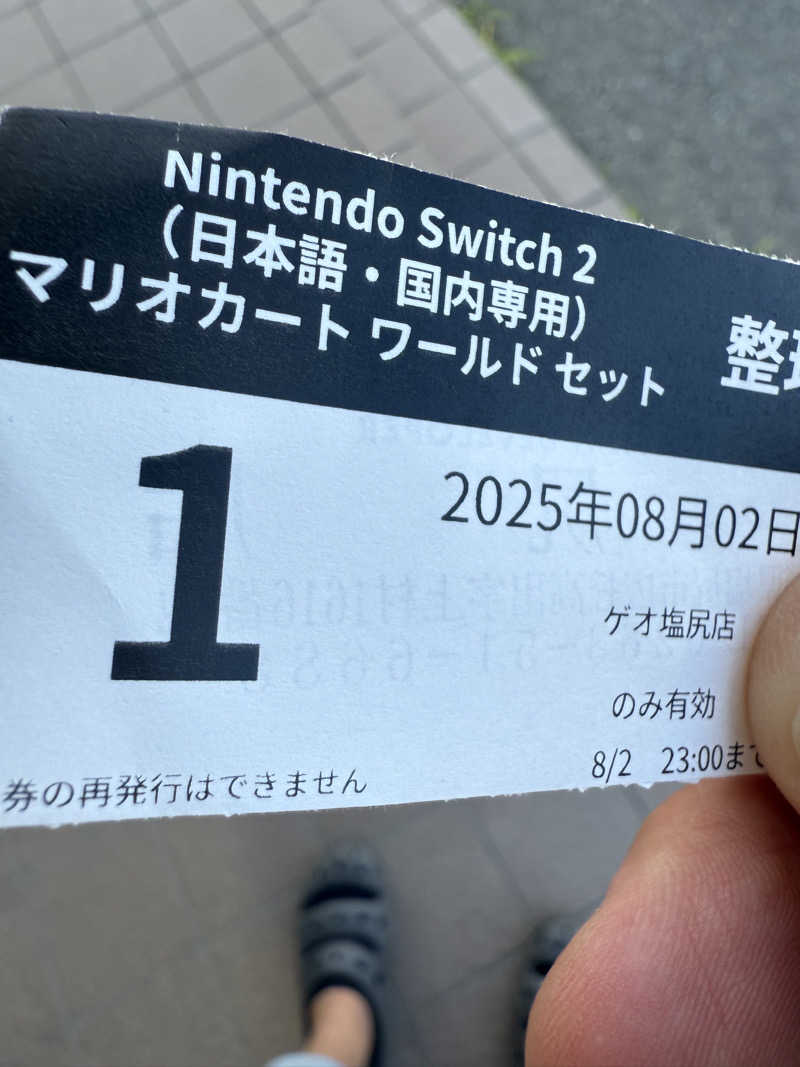 Nintendo Switch 2
（日本語・国内専用）
マリオカート ワールド セット
整理
1
2025年08月02日
ゲオ塩尻店
のみ有効
8/2 23:00まで
券の再発行はできません